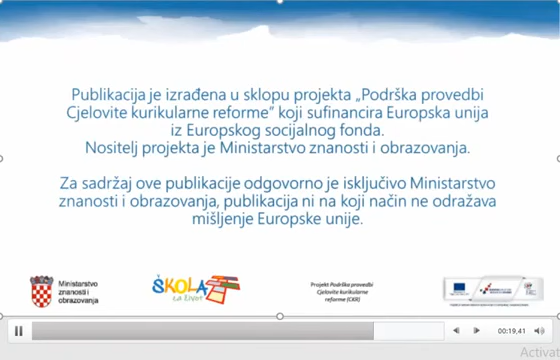 Publikacija je izrađena u sklopu projekta „Podrška provedbi
Cjelovite kurikularne reforme” koji sufinancira Europska unija
iz Europskog socijalnog fonda.
Nositelj projekta je Ministarstvo znanosti i obrazovanja.
Za sadržaj ove publikacije odgovorno je isključivo Ministarstvo
znanosti i obrazovanja, publikacija ni na koji način ne odražava
mišljenje Europske unije.
Ministarstvo
znanosti i
obrazovanja
ŠKOLA
za život
Projekt Podrška provedbi
Cjelovite kurikularne
reforme (CKR)
00:19,41
Activat